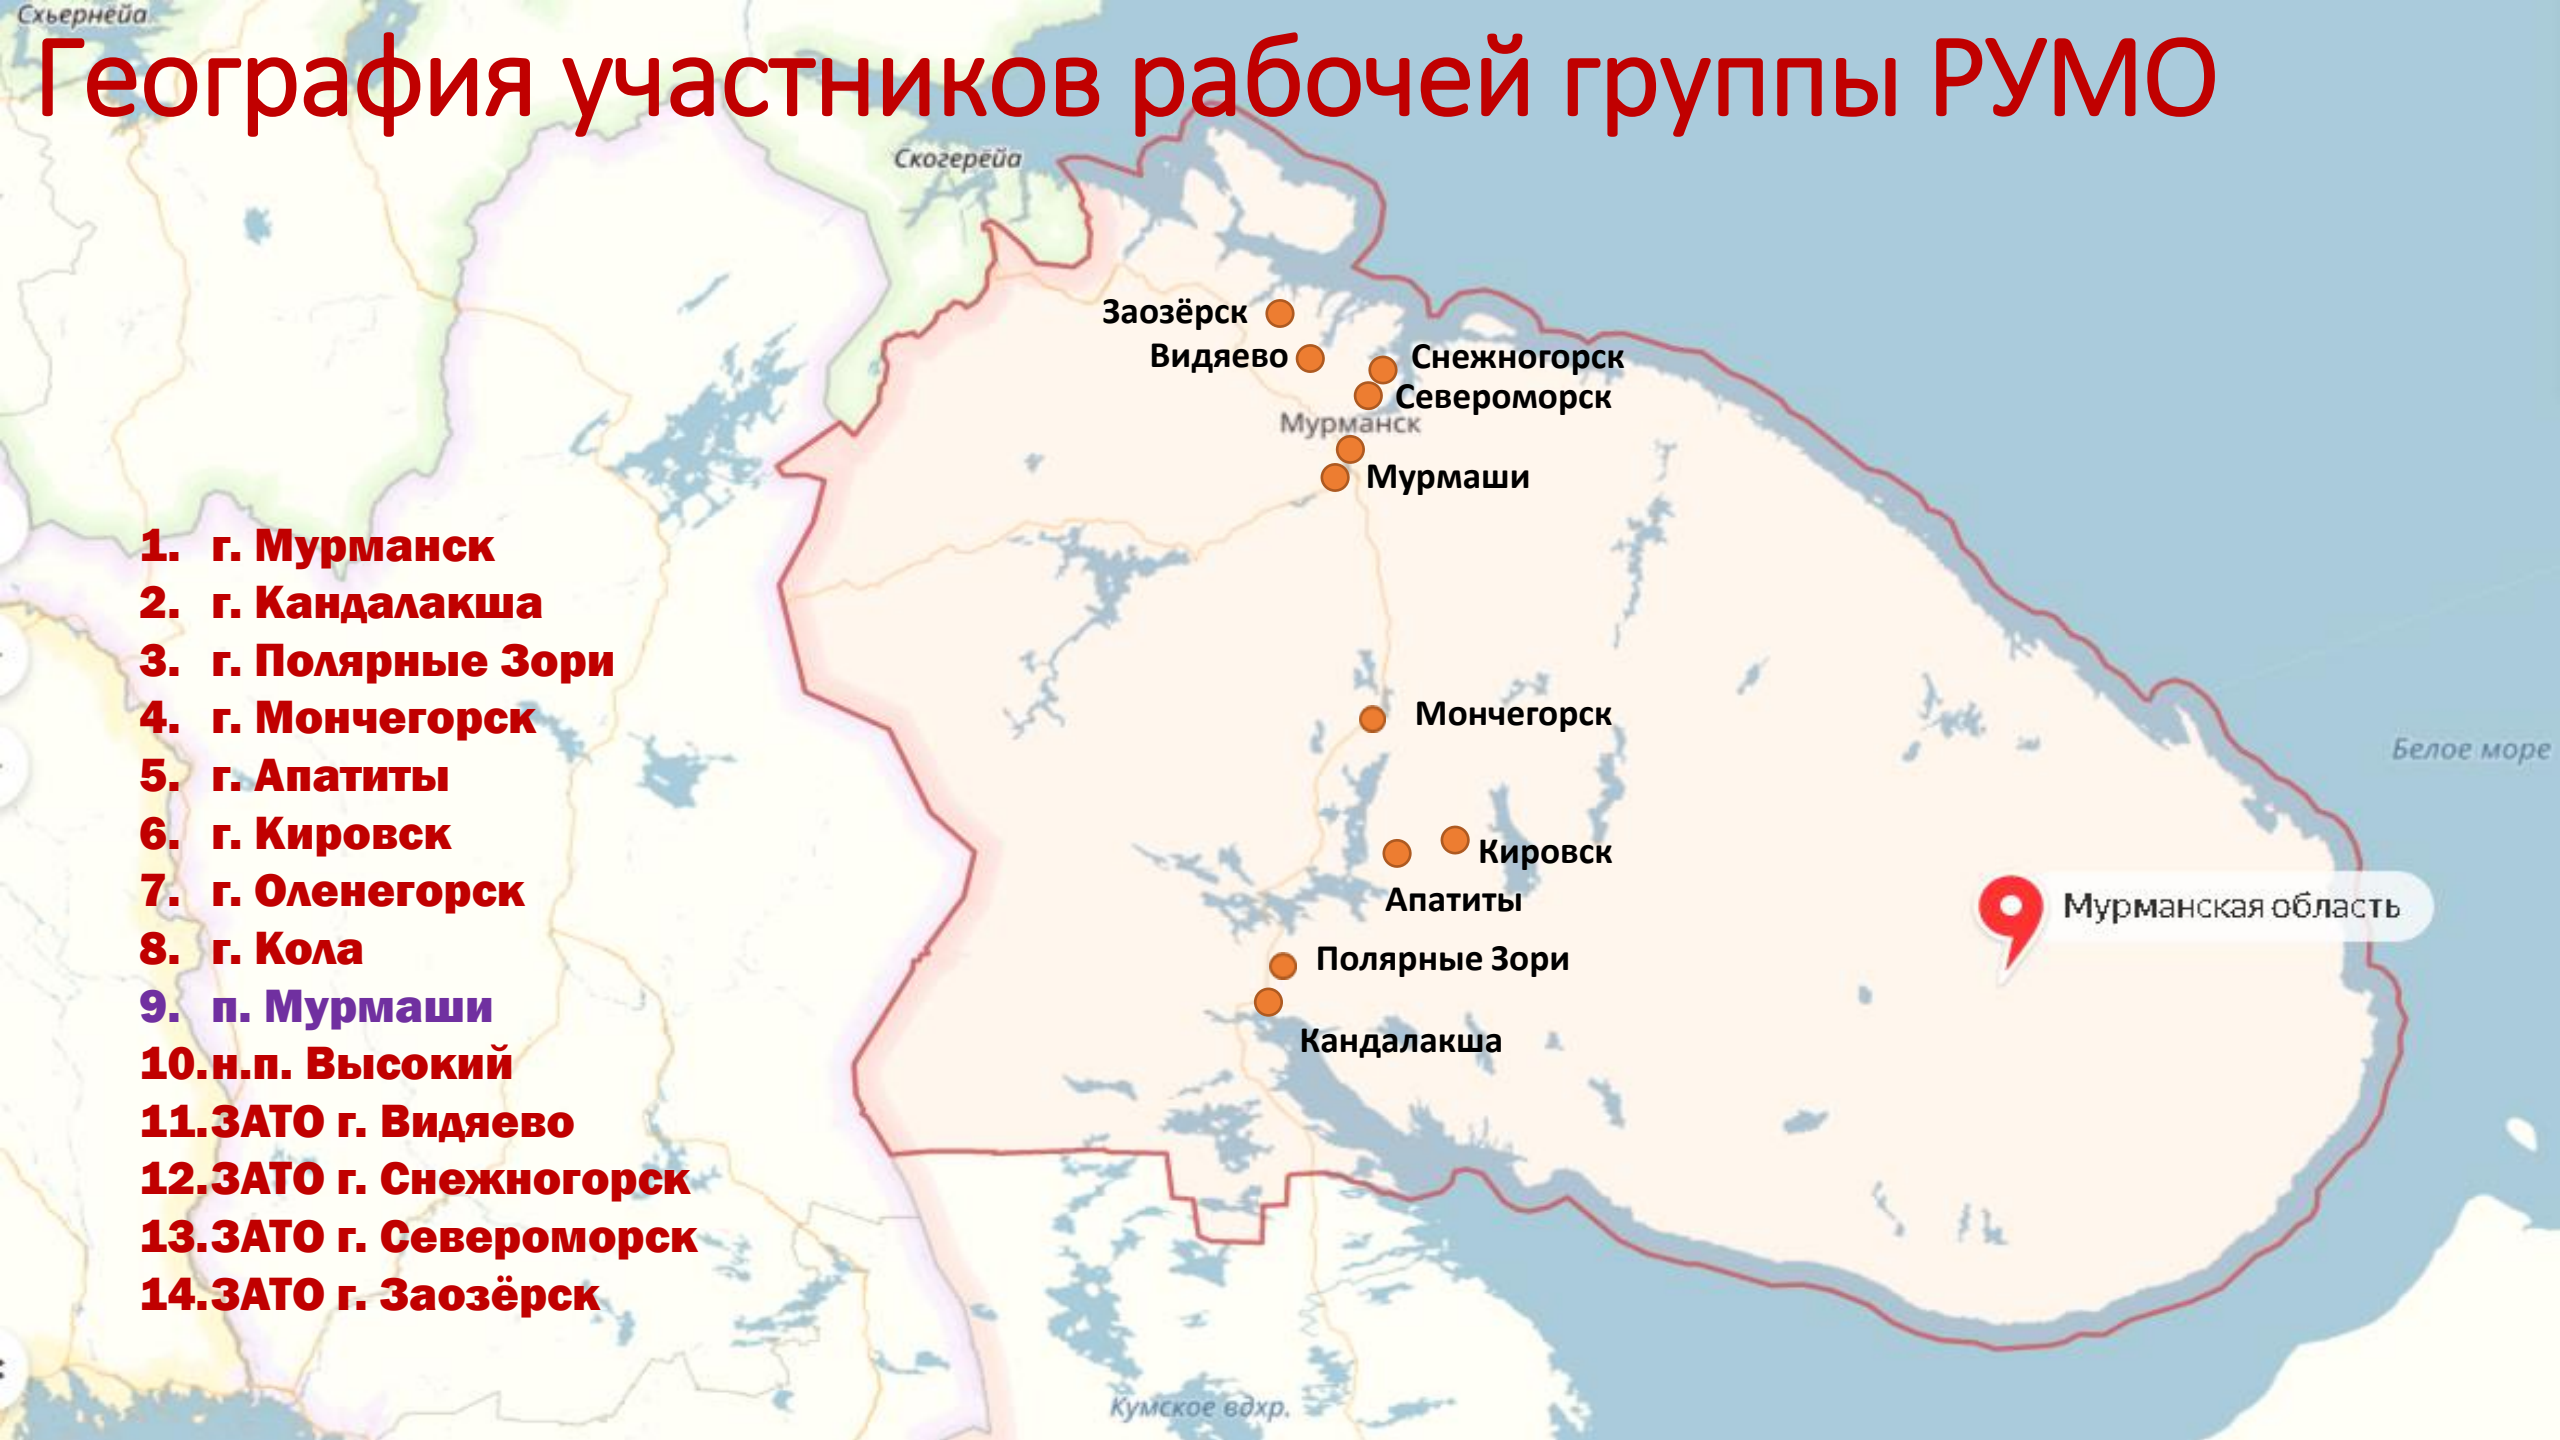 Схьернёйа
География участников рабочей группы РУМО
Скогерёйа
Заозёрск
Видяево
Снежногорск
Североморск
Мурманск
Мурмаши
1. г. Мурманск
2. г. Кандалакша
3. г. Полярные Зори
4. г. Мончегорск
5. г. Апатиты
6. г. Кировск
7. г. Оленегорск
8. г. Кола
9. п. Мурмаши
10.н.п. Высокий
11.ЗАТО г. Видяево
12.ЗАТО г. Снежногорск
13.ЗАТО г. Североморск
14.ЗАТО г. Заозёрск
Мончегорск
Белое море
Кировск
Апатиты
Мурманская область
Полярные Зори
Кандалакша
Кумское вдхр.